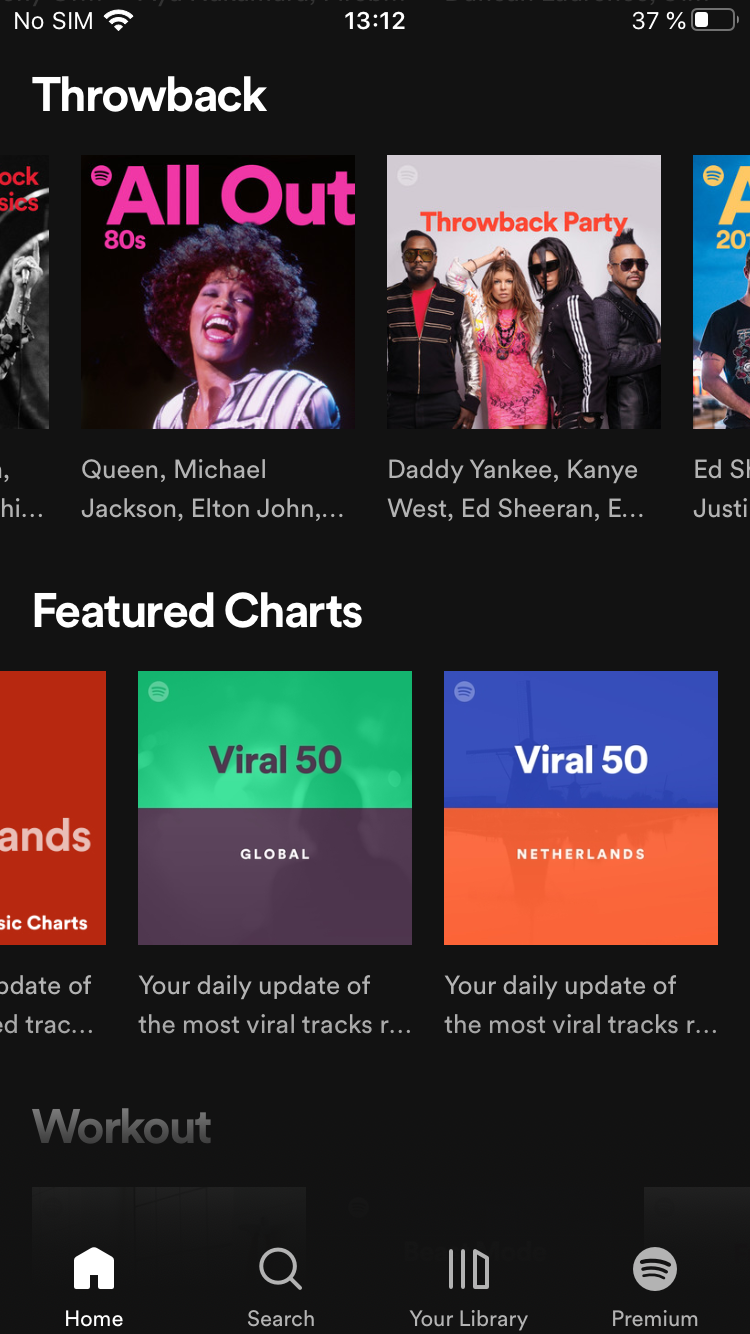 No SIM
13:12
37 %
Throwback
ock
sics
All Out
80s
Throwback Party
201
,
hi...
Queen, Michael
Jackson, Elton John,...
Daddy Yankee, Kanye
West, Ed Sheeran, E...
Ed Sh
Justi
Featured Charts
ands
sic Charts
Viral 50
GLOBAL
Viral 50
NETHERLANDS
pdate of
ed trac...
Your daily update of
the most viral tracks r...
Your daily update of
the most viral tracks r...
Workout
Home
Search
Your Library
Premium